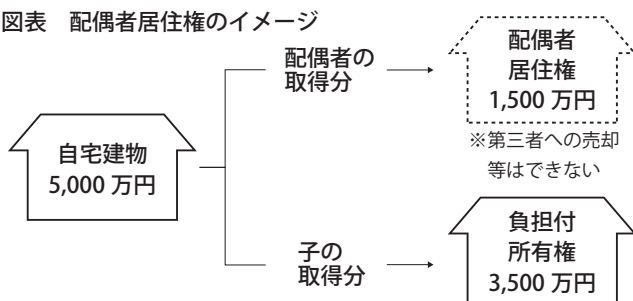 図表　配偶者居住権のイメージ
配偶者の
取得分
配偶者
居住権
1,500 万円
※第三者への売却
等はできない
自宅建物
5,000 万円
子の
取得分
負担付
所有権
3,500 万円